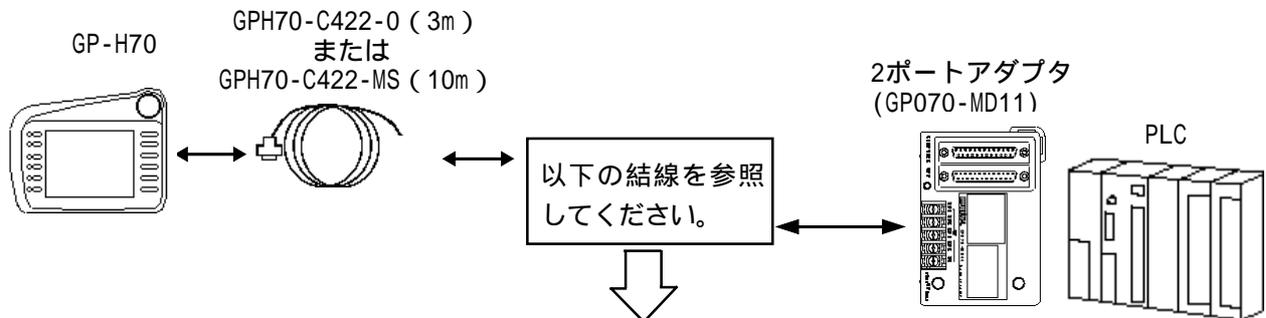 GP-H70
GPH70-C422-0（3m）
または
GPH70-C422-MS（10m）
以下の結線を参照
してください。
2ポートアダプタ
(GP070-MD11)
PLC